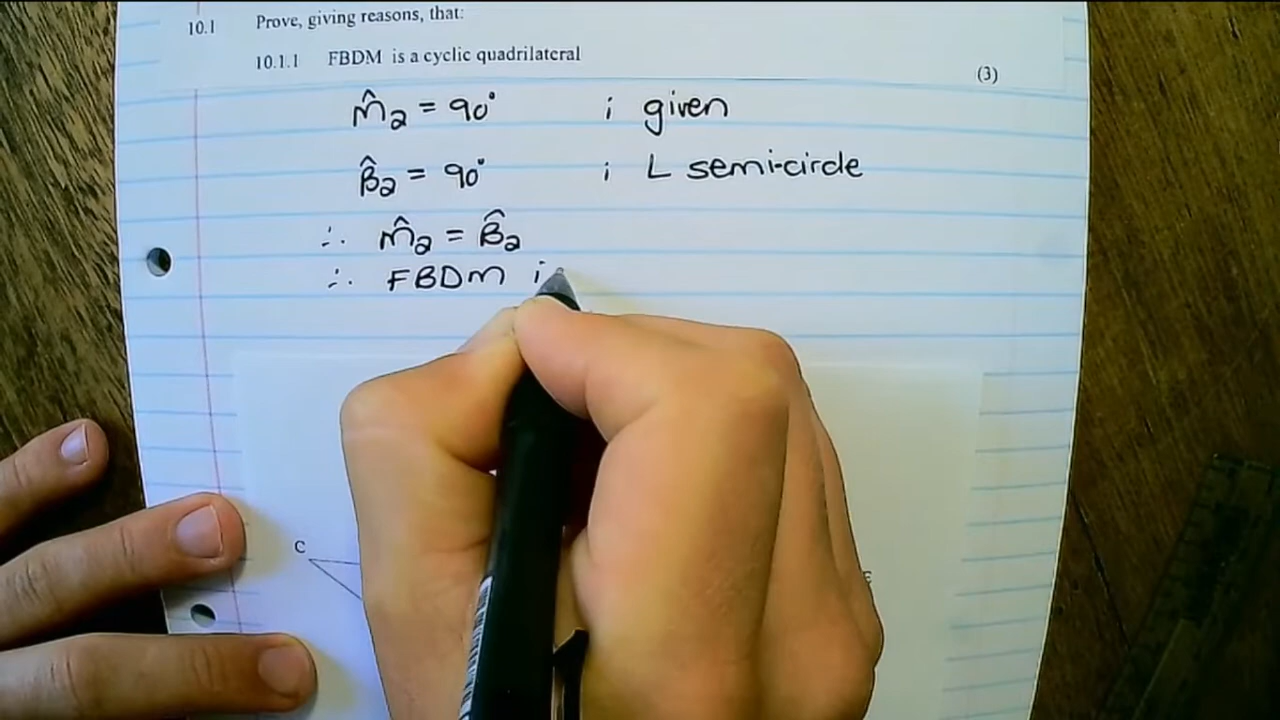 10.1 Prove, giving reasons, that:
10.1.1 FBDM is a cyclic quadrilateral
(3)
M̂₂ = 90° ; given
B̂₂ = 90° ; L semi-circle
∴ M̂₂ = B̂₂
∴ FBDM i
C